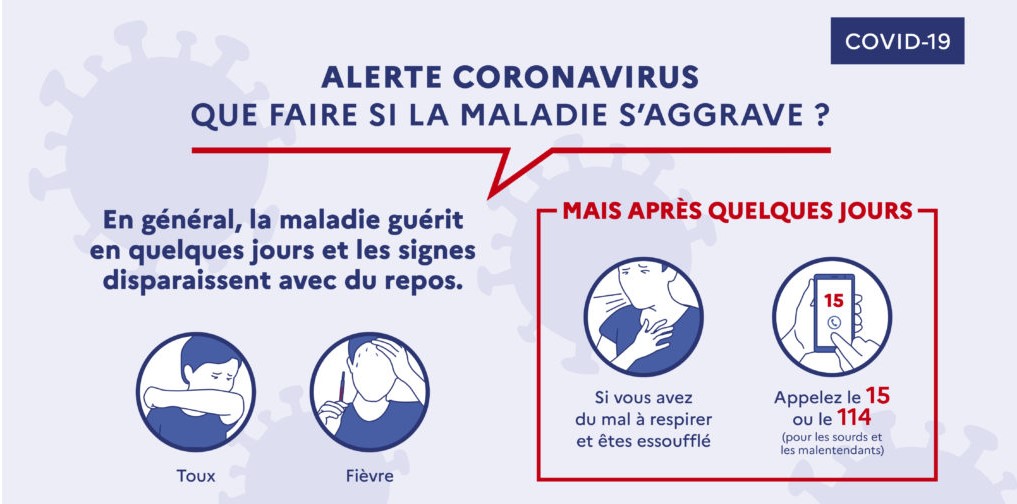 COVID-19
ALERTE CORONAVIRUS
QUE FAIRE SI LA MALADIE S’AGGRAVE ?
En général, la maladie guérit
en quelques jours et les signes
disparaissent avec du repos.
Toux
Fièvre
MAIS APRÈS QUELQUES JOURS
15
Si vous avez
du mal à respirer
et êtes essoufflé
Appelez le 15
ou le 114
(pour les sourds et
les malentendants)